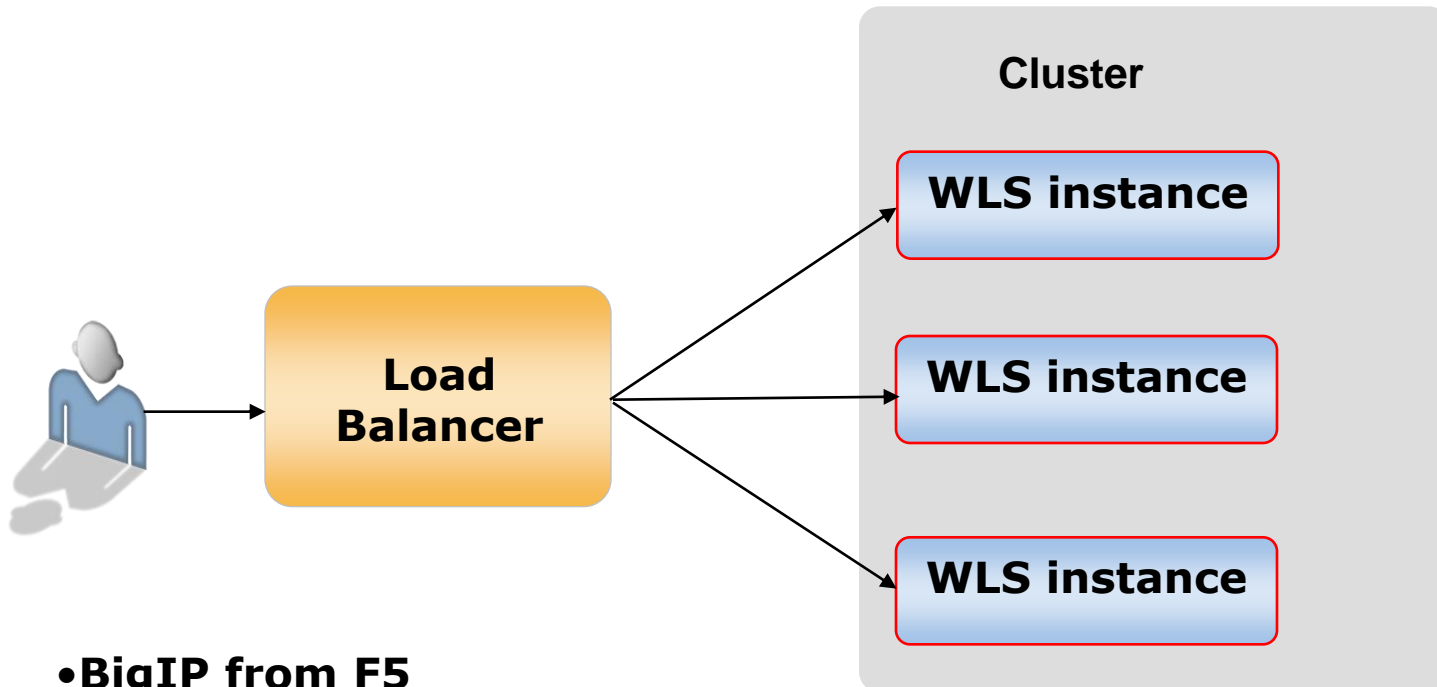 Cluster
WLS instance
Load
Balancer
WLS instance
WLS instance
•BigIP from F5